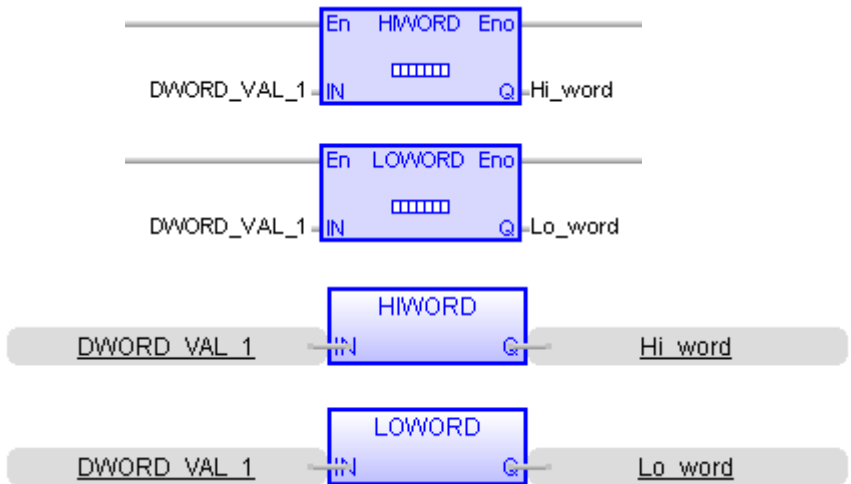 En HIWORD Eno
DWORD_VAL_1 IN Q Hi_word
En LOWORD Eno
DWORD_VAL_1 IN Q Lo_word
HIWORD
DWORD_VAL_1 IN Q Hi_word
LOWORD
DWORD_VAL_1 IN Q Lo_word